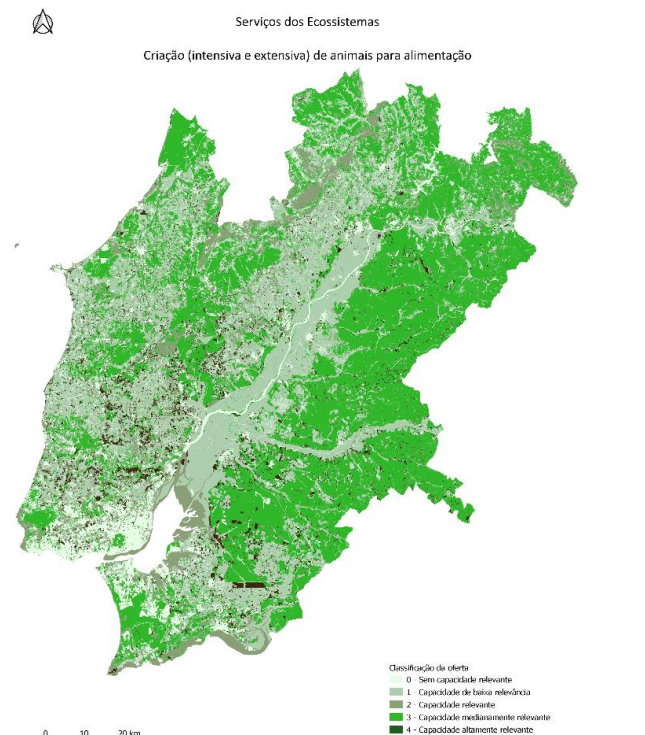 Serviços dos Ecossistemas
Criação (intensiva e extensiva) de animais para alimentação
Classificação da oferta
0 - Sem capacidade relevante
1 - Capacidade de baixa relevância
2 - Capacidade relevante
3 - Capacidade medianamente relevante
4 - Capacidade altamente relevante
0 10 20 km